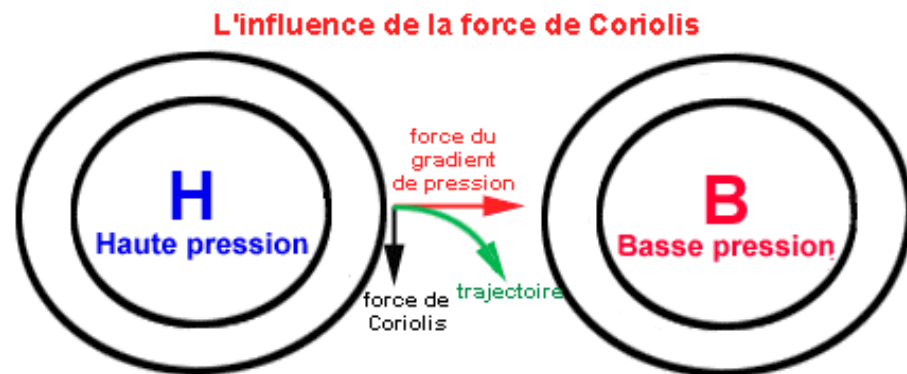 L'influence de la force de Coriolis
force du
gradient
de pression
H
Haute pression
B
Basse pression
force de
Coriolis
trajectoire